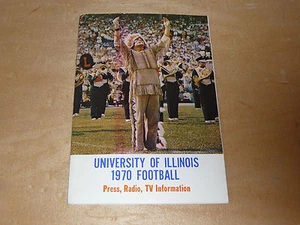 UNIVERSITY OF ILLINOIS
1970 FOOTBALL
Press, Radio, TV Information